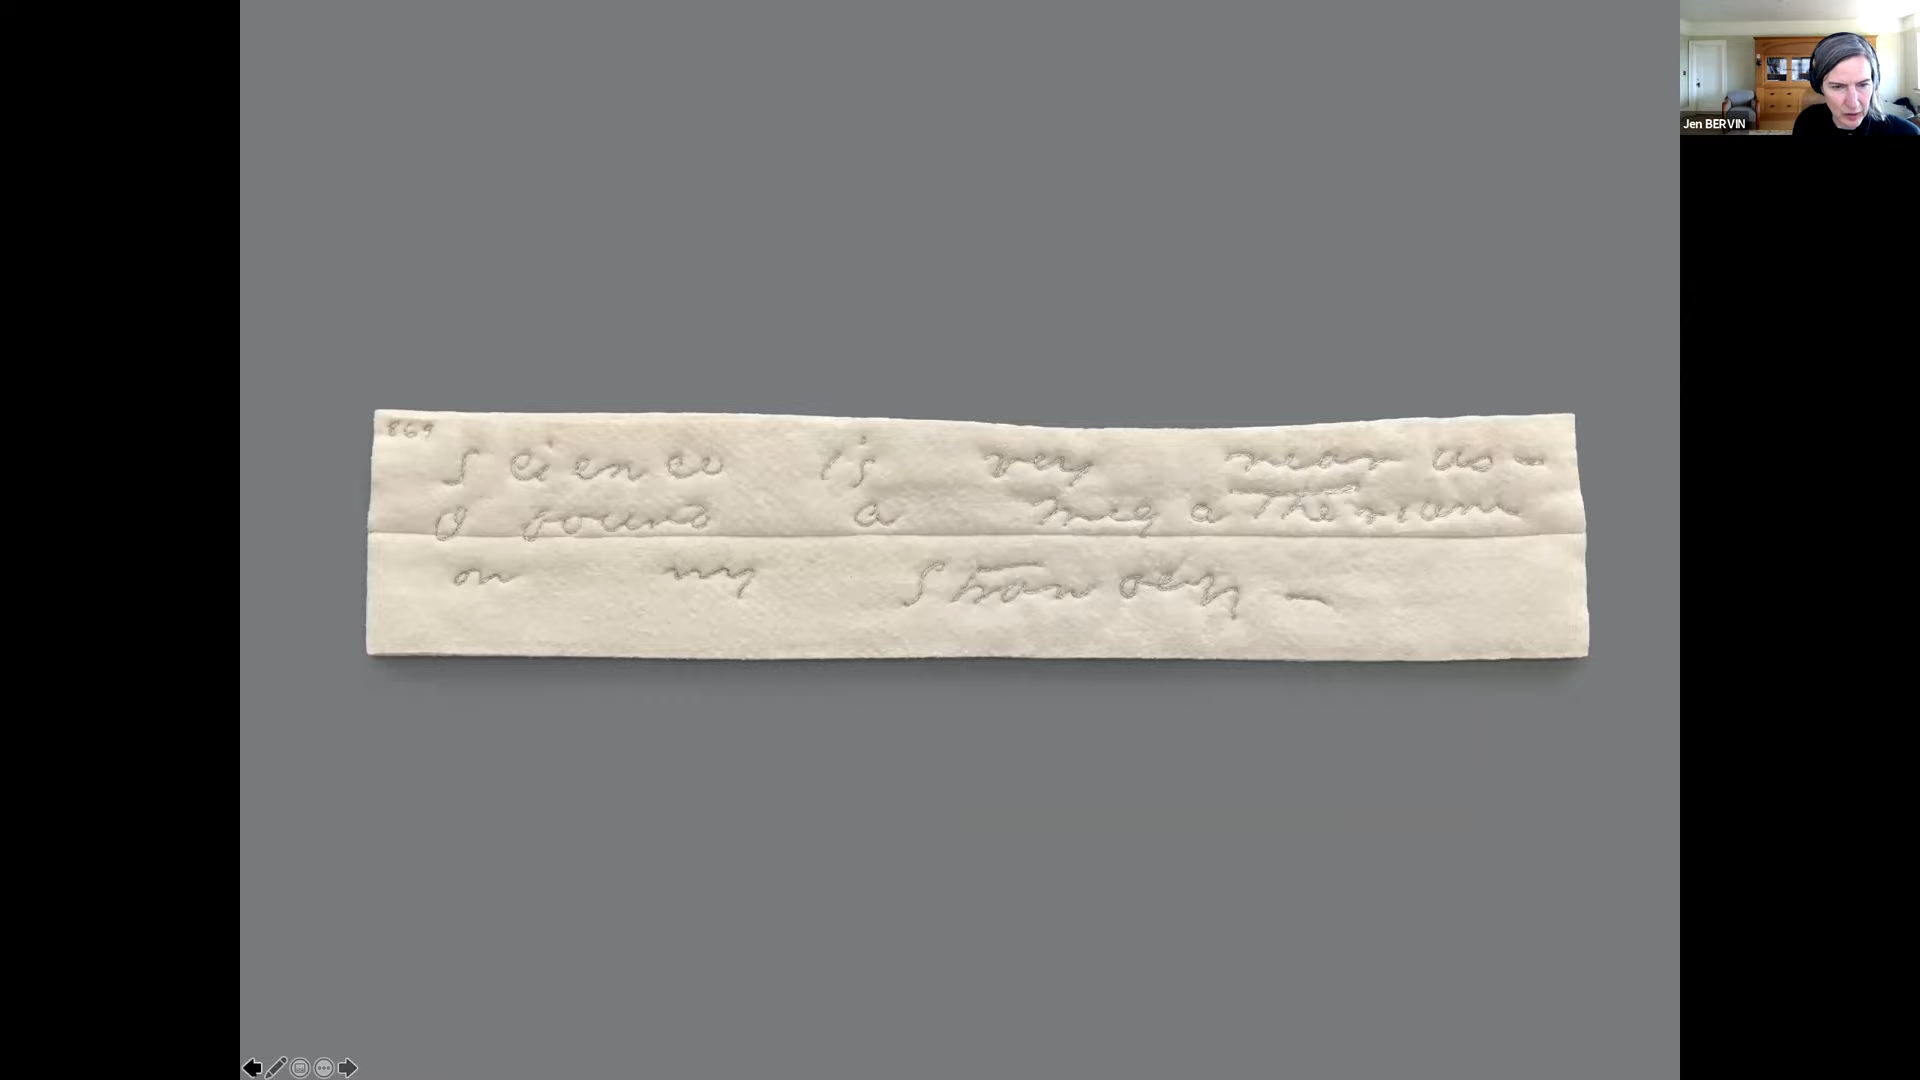 Jen BERVIN
869
Science is very near us -
I found a megatherium
on my Strawberry -